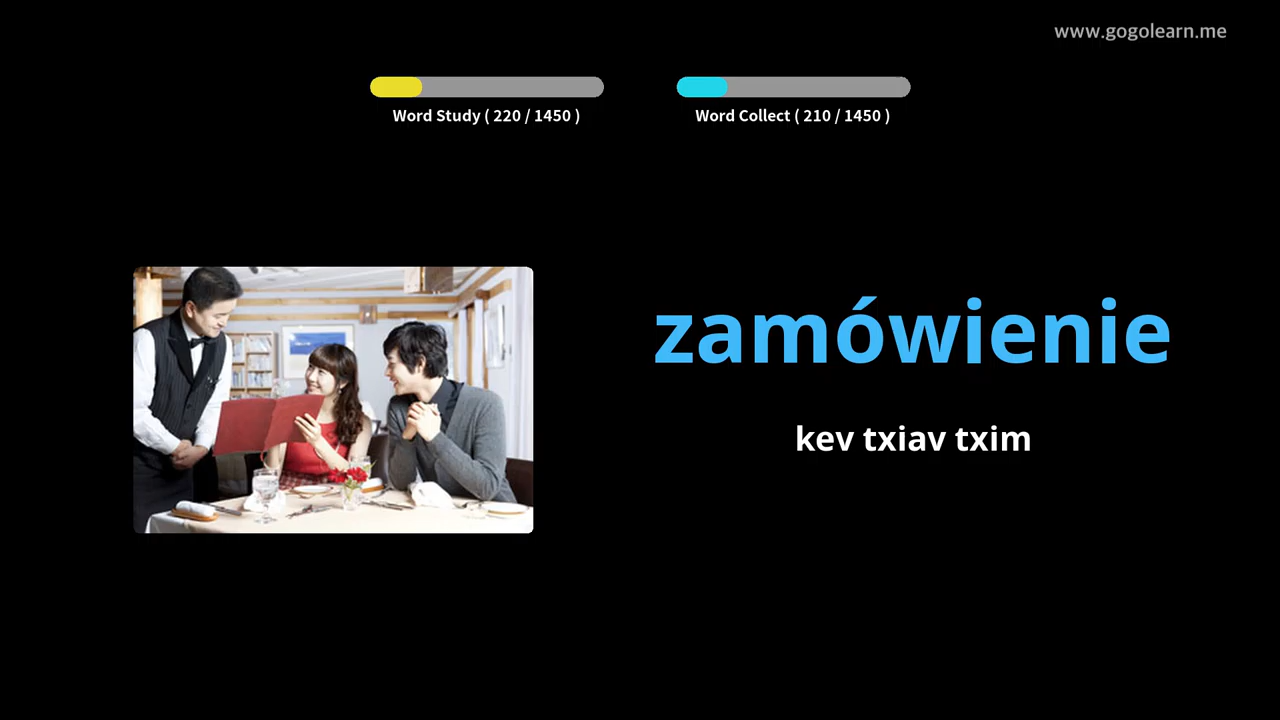 www.gogolearn.me
Word Study ( 220 / 1450 )
Word Collect ( 210 / 1450 )
zamówienie
kev txiav txim